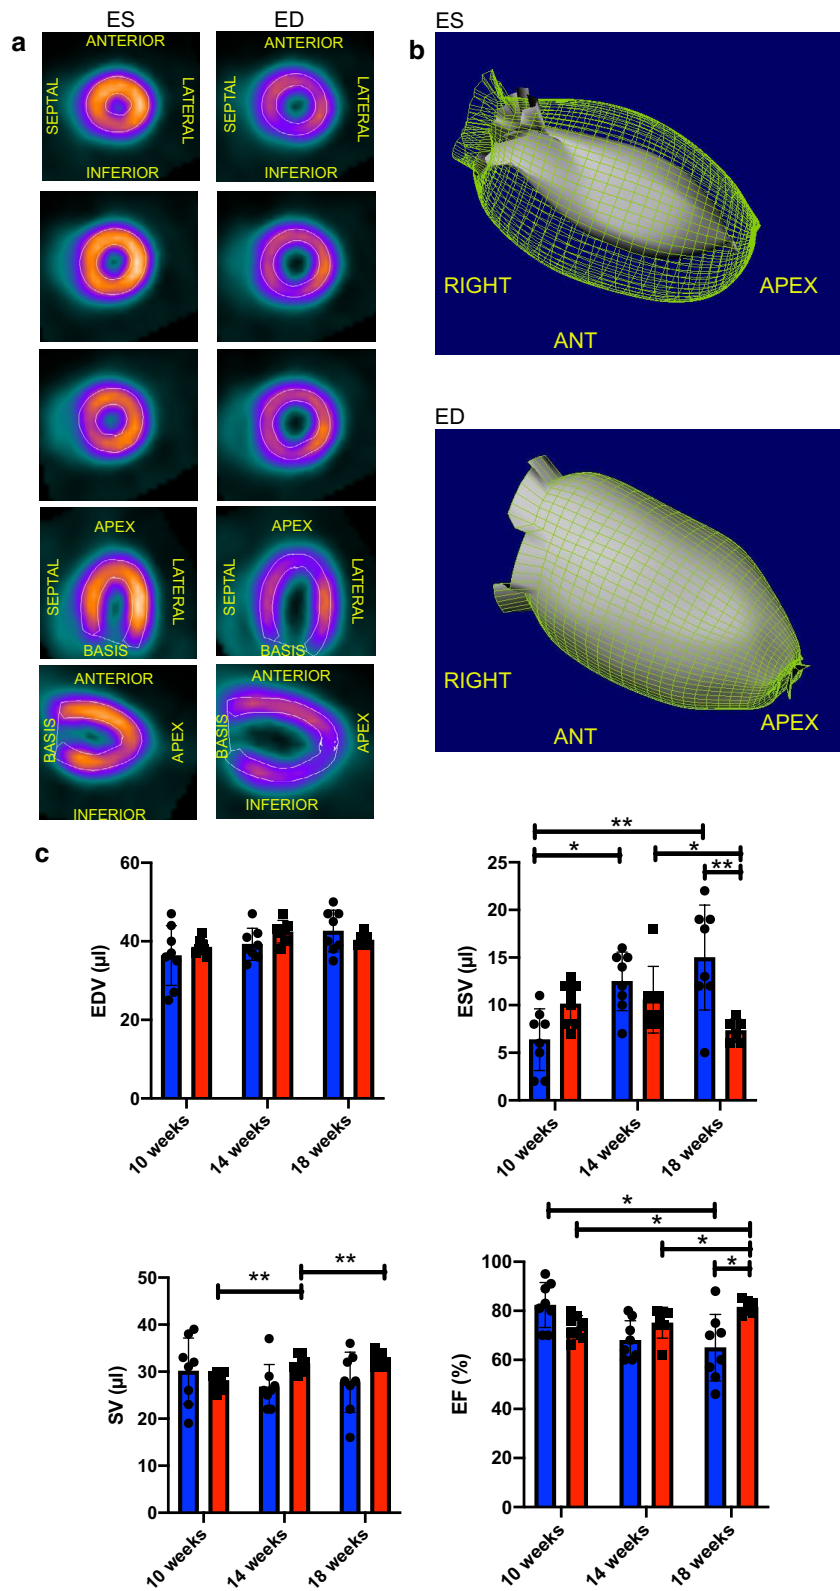 a
ES
ED
ANTERIOR
SEPTAL
LATERAL
INFERIOR
ANTERIOR
SEPTAL
LATERAL
INFERIOR
APEX
SEPTAL
LATERAL
BASIS
APEX
SEPTAL
LATERAL
BASIS
ANTERIOR
BASIS
APEX
INFERIOR
ANTERIOR
BASIS
APEX
INFERIOR
b
ES
RIGHT
APEX
ANT
ED
RIGHT
APEX
ANT
c
EDV (µl)
60
40
20
0
10 weeks
14 weeks
18 weeks
ESV (µl)
25
20
15
10
5
0
**
*
*
**
10 weeks
14 weeks
18 weeks
SV (µl)
50
40
30
20
10
0
**
**
10 weeks
14 weeks
18 weeks
EF (%)
100
80
60
40
20
0
*
*
*
*
10 weeks
14 weeks
18 weeks